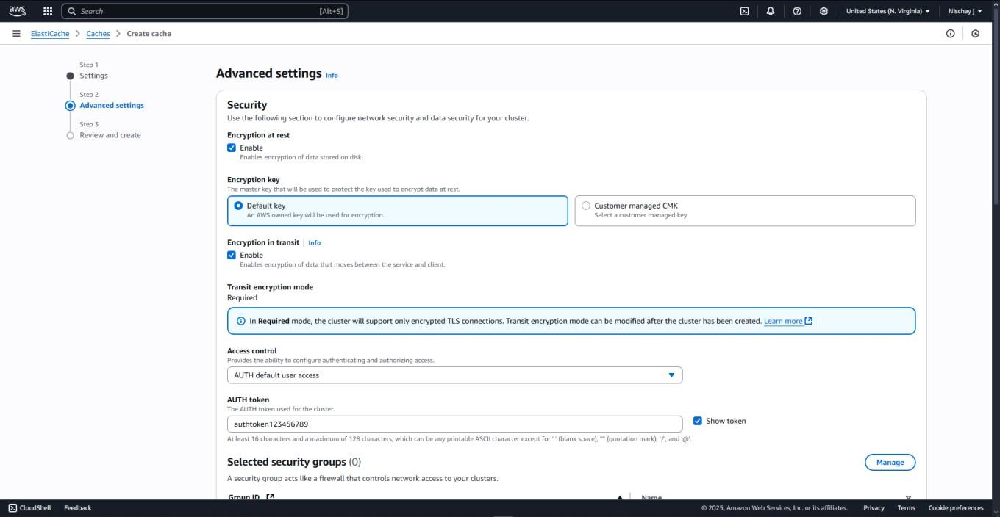 aws
Search [Alt+S]
United States (N. Virginia) Nischay j
ElastiCache Caches Create cache
Step 1
Settings
Step 2
Advanced settings
Step 3
Review and create
Advanced settings Info
Security
Use the following section to configure network security and data security for your cluster.
Encryption at rest
Enable
Enables encryption of data stored on disk.
Encryption key
The master key that will be used to protect the key used to encrypt data at rest.
Default key
An AWS owned key will be used for encryption.
Customer managed CMK
Select a customer managed key.
Encryption in transit Info
Enable
Enables encryption of data that moves between the service and client.
Transit encryption mode
Required
In Required mode, the cluster will support only encrypted TLS connections. Transit encryption mode can be modified after the cluster has been created. Learn more
Access control
Provides the ability to configure authenticating and authorizing access.
AUTH default user access
AUTH token
The AUTH token used for the cluster.
authtoken123456789
Show token
At least 16 characters and a maximum of 128 characters, which can be any printable ASCII character except for ' ' (blank space), '"' (quotation mark), '/', and '@'.
Selected security groups (0)
Manage
A security group acts like a firewall that controls network access to your clusters.
Group ID Name
CloudShell Feedback © 2025, Amazon Web Services, Inc. or its affiliates. Privacy Terms Cookie preferences